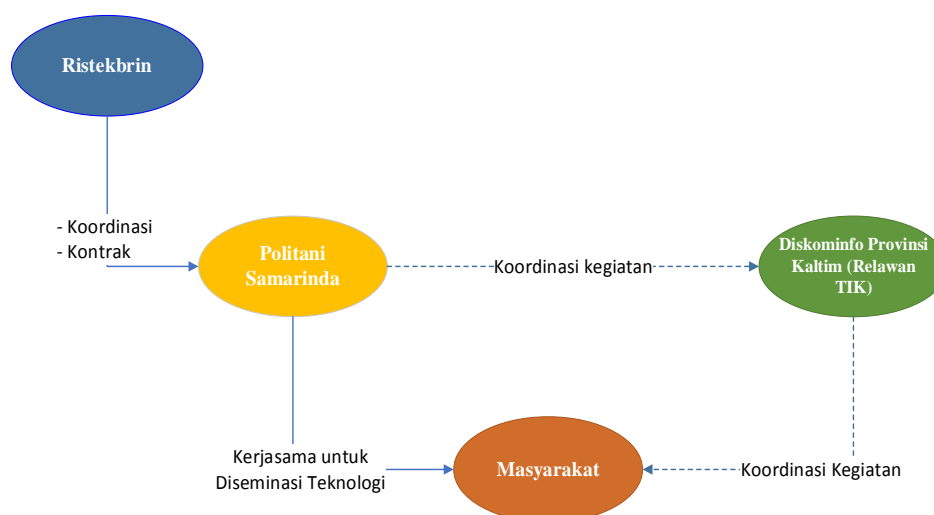 Ristekbrin
- Koordinasi
- Kontrak
Politani
Samarinda
Koordinasi kegiatan
Diskominfo Provinsi
Kaltim (Relawan
TIK)
Kerjasama untuk
Diseminasi Teknologi
Masyarakat
Koordinasi Kegiatan